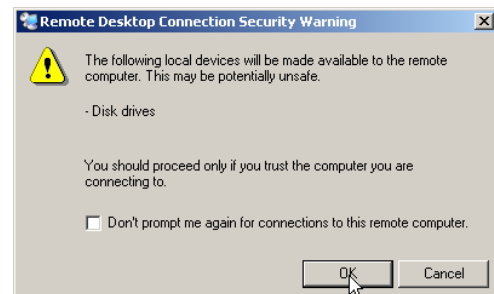 Remote Desktop Connection Security Warning
The following local devices will be made available to the remote
computer. This may be potentially unsafe.
- Disk drives
You should proceed only if you trust the computer you are
connecting to.
Don't prompt me again for connections to this remote computer.
OK Cancel